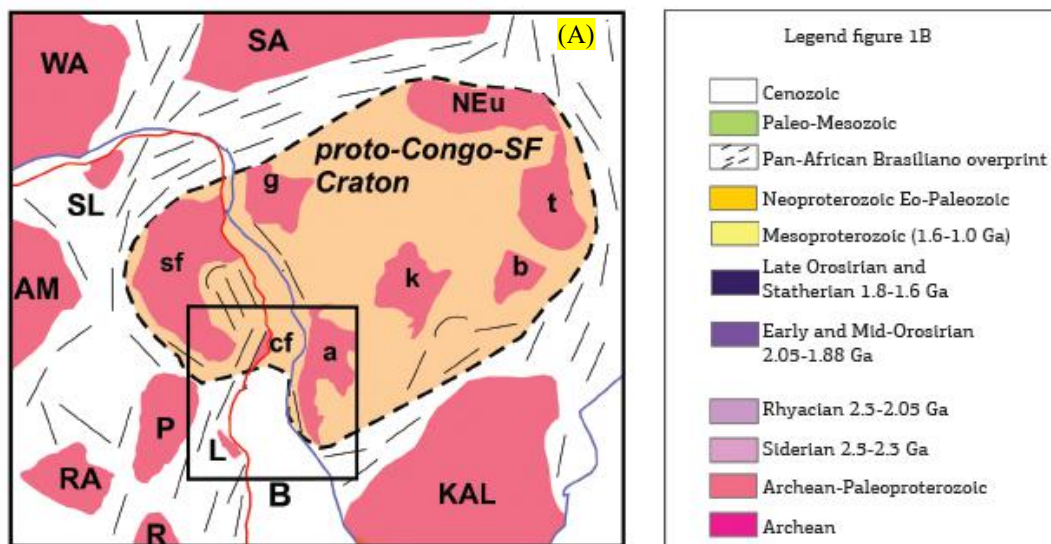 (A)
SA
WA
NEu
proto-Congo-SF
Craton
g
SL
t
sf
k
b
AM
cf
a
P
L
RA
B
KAL
R
Legend figure 1B
Cenozoic
Paleo-Mesozoic
Pan-African Brasiliano overprint
Neoproterozoic Eo-Paleozoic
Mesoproterozoic (1.6-1.0 Ga)
Late Orosirian and
Statherian 1.8-1.6 Ga
Early and Mid-Orosirian
2.05-1.88 Ga
Rhyacian 2.3-2.05 Ga
Siderian 2.5-2.3 Ga
Archean-Paleoproterozoic
Archean